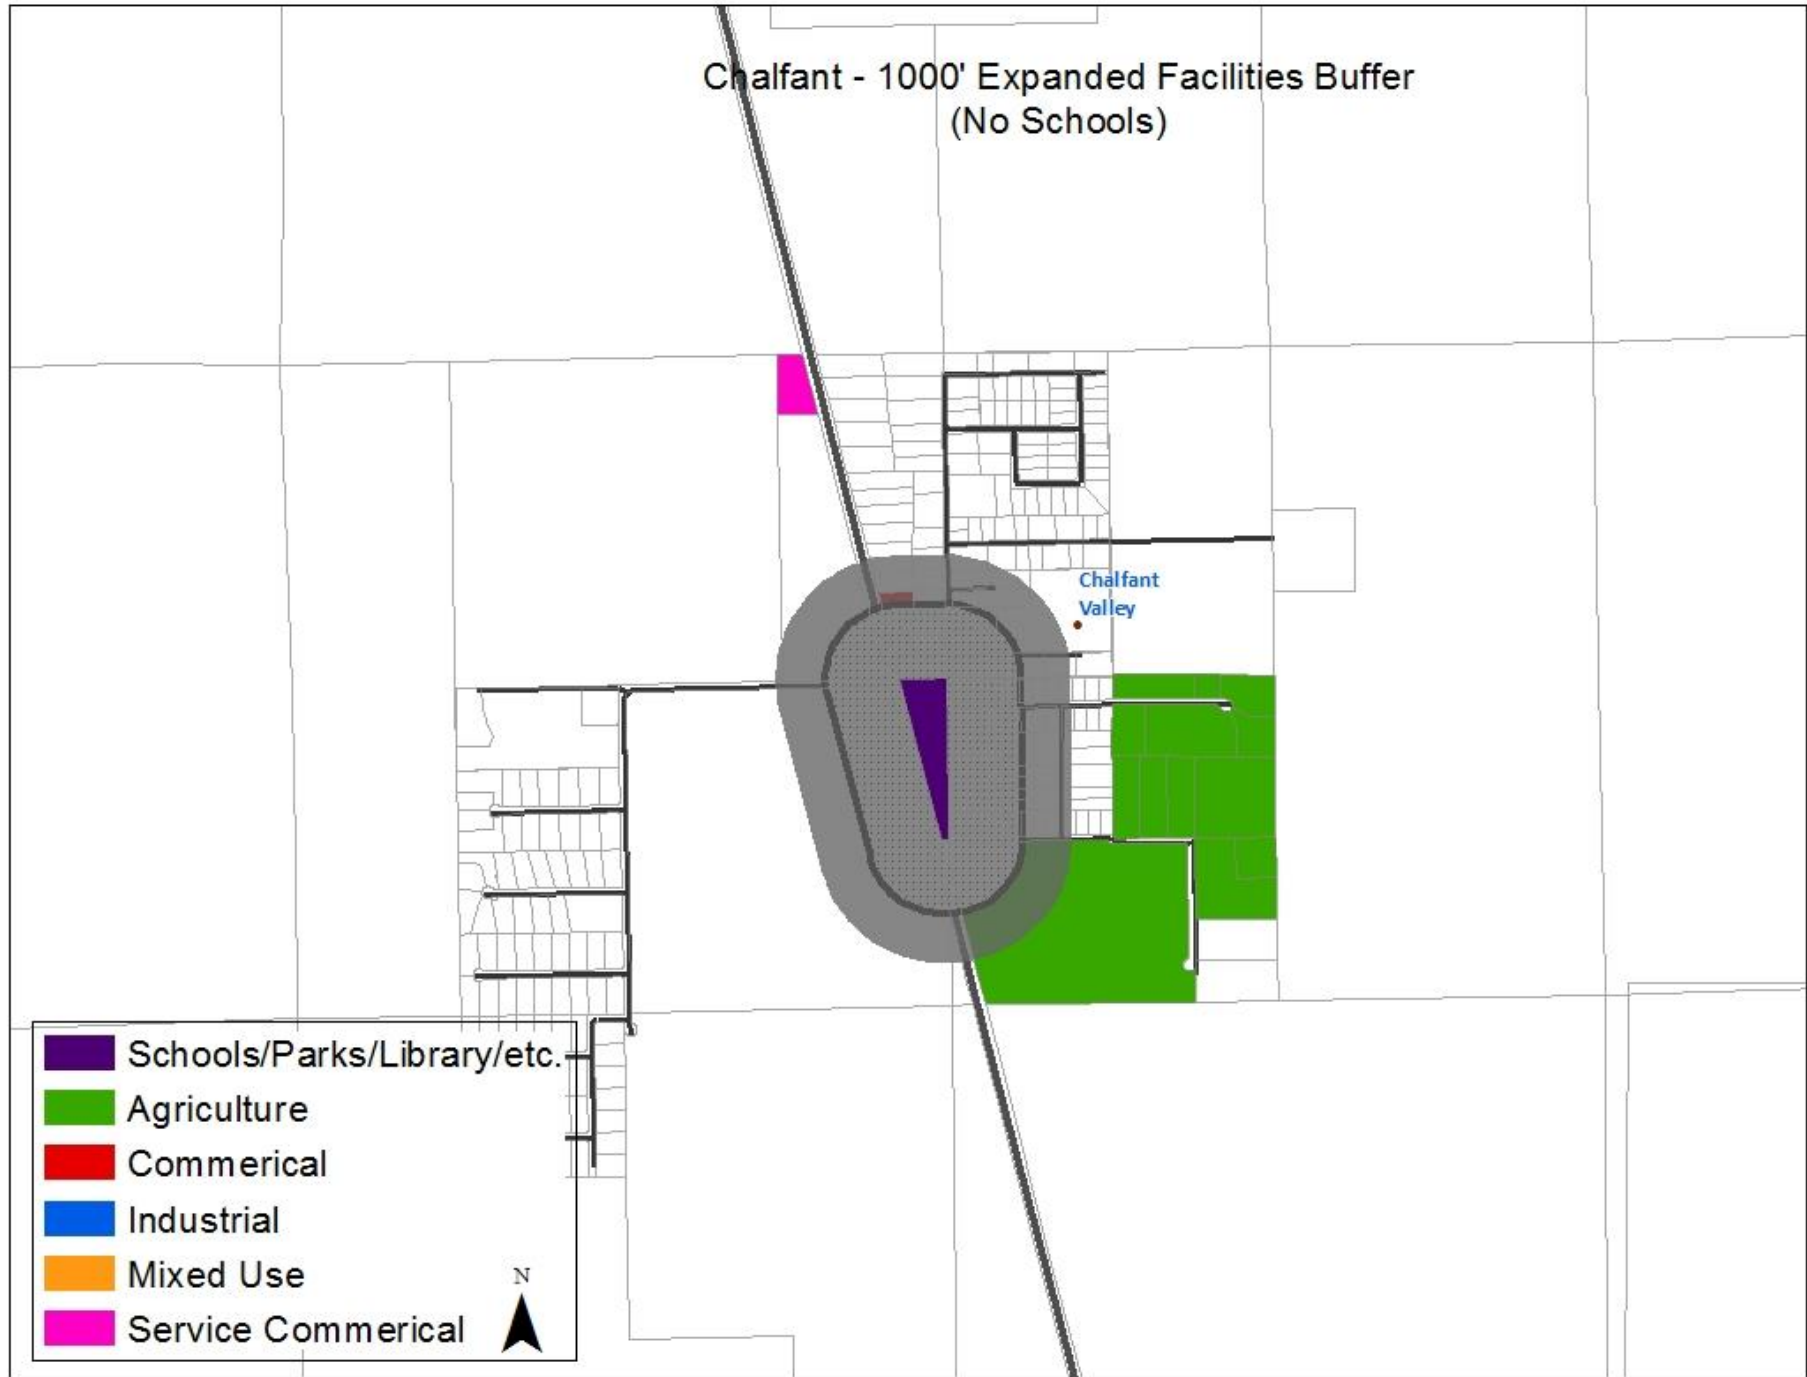 Chalfant - 1000' Expanded Facilities Buffer
(No Schools)
Chalfant
Valley
Schools/Parks/Library/etc.
Agriculture
Commerical
Industrial
Mixed Use
Service Commerical
N